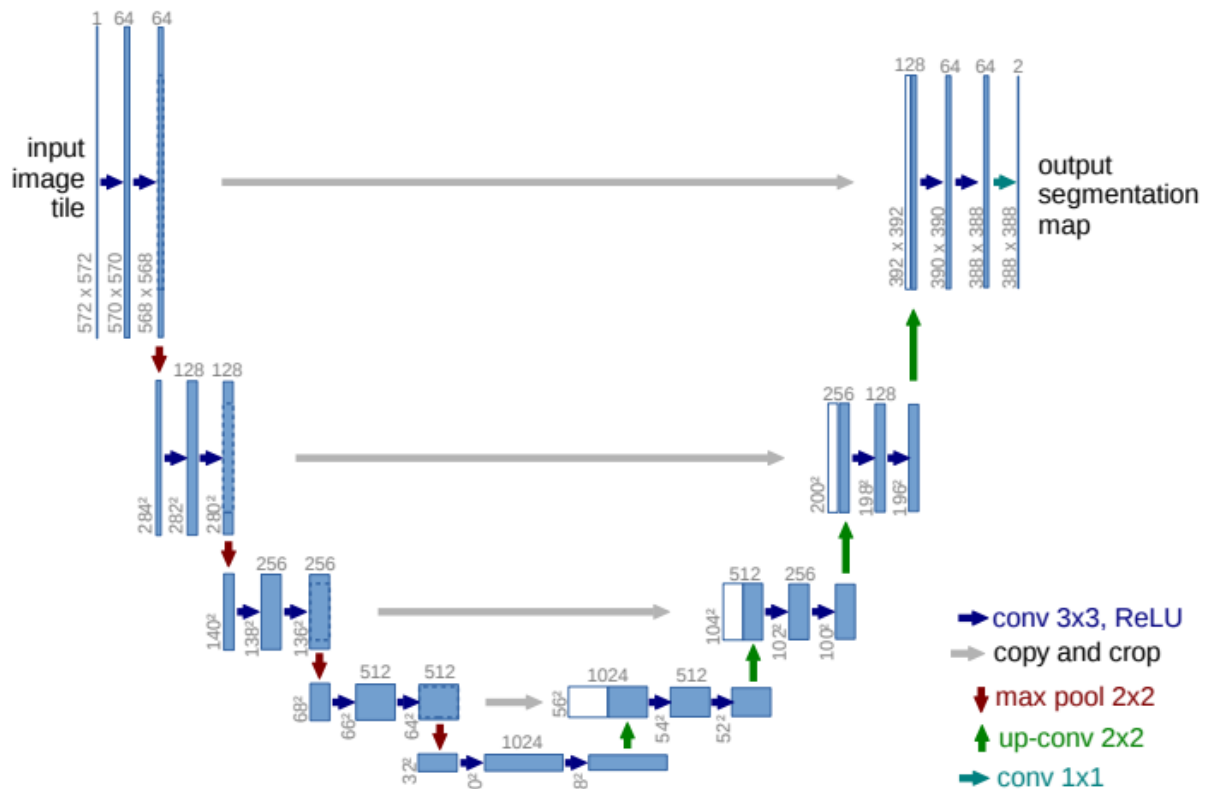 1 64 64
128 64 64 2
input
image
tile
output
segmentation
map
572 x 572
570 x 570
568 x 568
392 x 392
390 x 390
388 x 388
388 x 388
128 128
256 128
284²
282²
280²
200²
198²
196²
256 256
512 256
140²
138²
136²
104²
102²
100²
512 512
1024 512
68²
66²
64²
56²
54²
52²
1024
32²
0²
8²
conv 3x3, ReLU
copy and crop
max pool 2x2
up-conv 2x2
conv 1x1